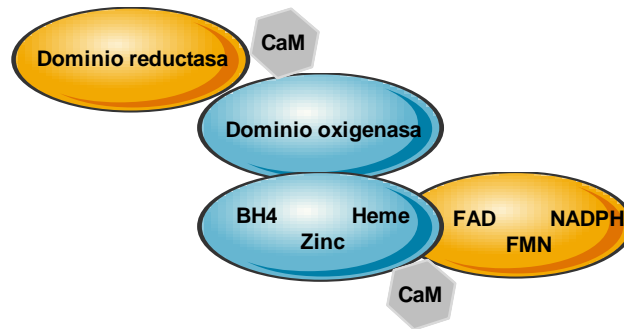 CaM
Dominio reductasa
Dominio oxigenasa
BH4 Heme
Zinc
FAD NADPH
FMN
CaM